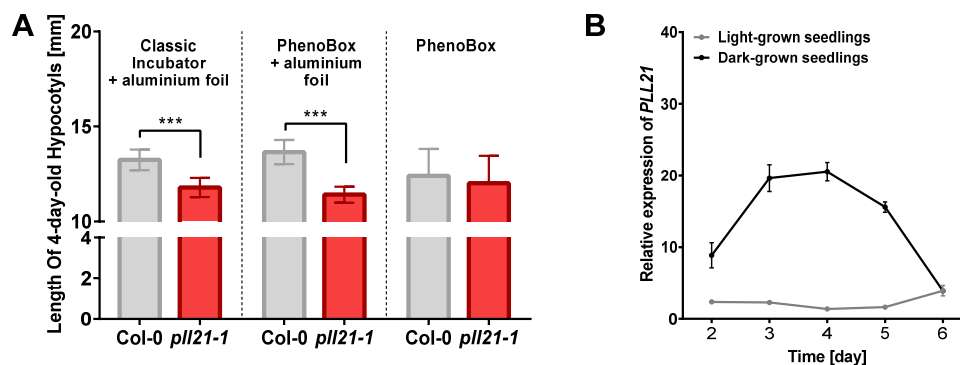 A
Length Of 4-day-old Hypocotyls [mm]
20
15
10
4
2
0
Classic
Incubator
+ aluminium foil
PhenoBox
+ aluminium
foil
PhenoBox
***
***
Col-0 pll21-1
Col-0 pll21-1
Col-0 pll21-1
B
Relative expression of PLL21
40
30
20
10
0
Light-grown seedlings
Dark-grown seedlings
2 3 4 5 6
Time [day]